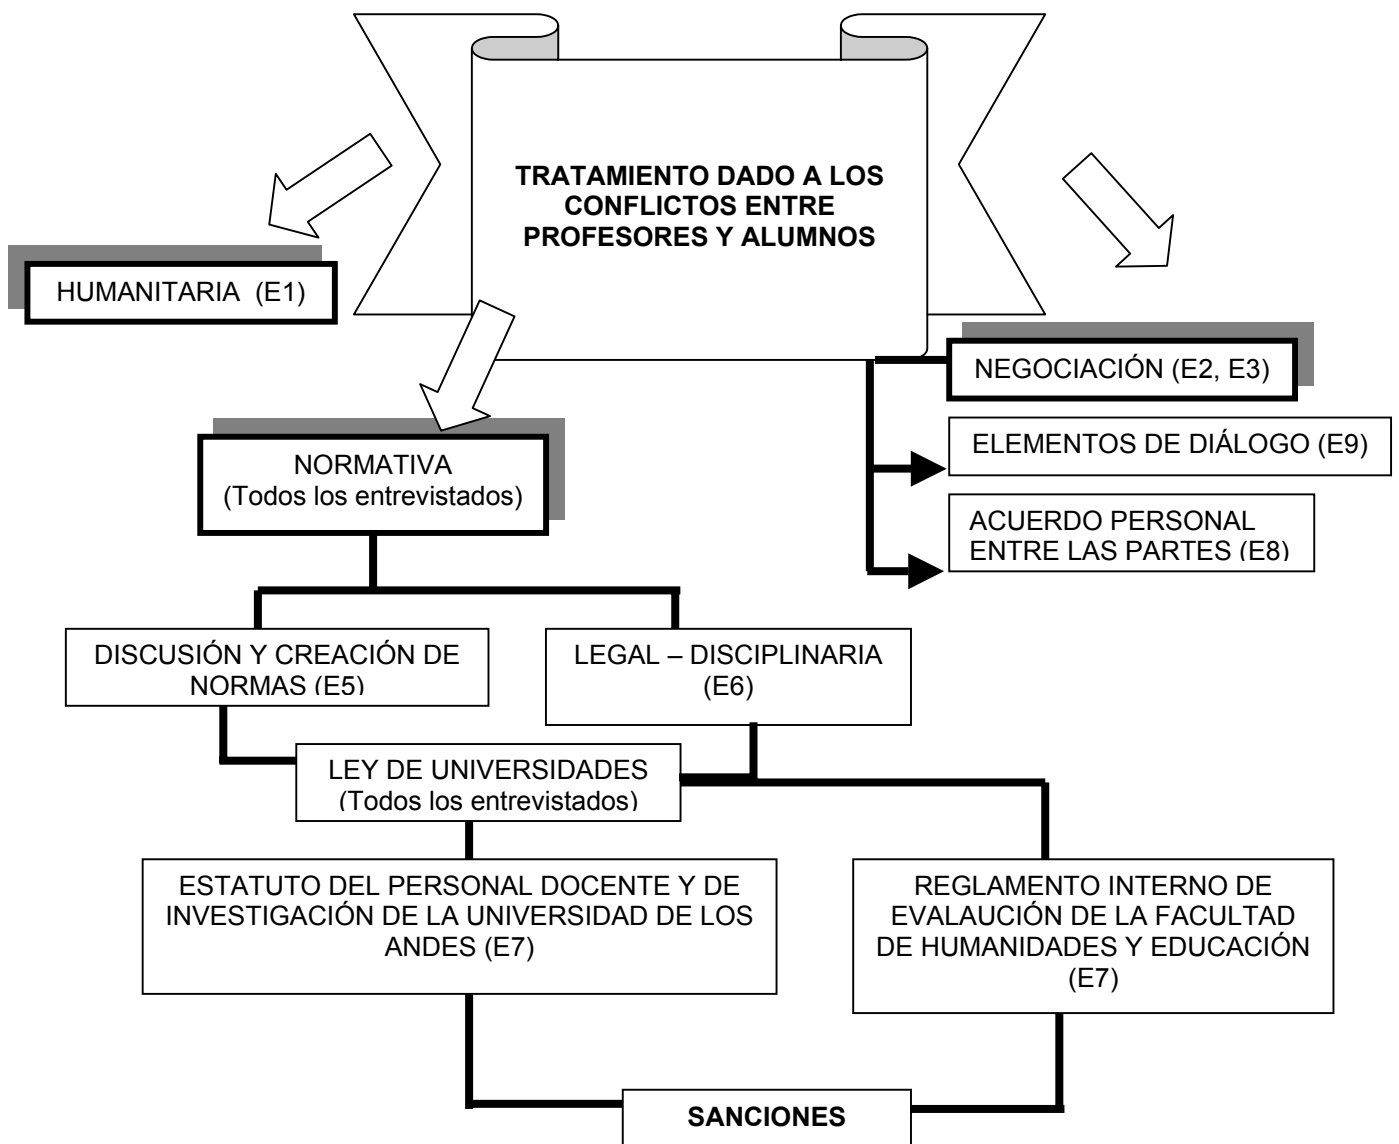 TRATAMIENTO DADO A LOS
CONFLICTOS ENTRE
PROFESORES Y ALUMNOS
HUMANITARIA (E1)
NEGOCIACIÓN (E2, E3)
ELEMENTOS DE DIÁLOGO (E9)
ACUERDO PERSONAL
ENTRE LAS PARTES (E8)
NORMATIVA
(Todos los entrevistados)
DISCUSIÓN Y CREACIÓN DE
NORMAS (E5)
LEGAL – DISCIPLINARIA
(E6)
LEY DE UNIVERSIDADES
(Todos los entrevistados)
ESTATUTO DEL PERSONAL DOCENTE Y DE
INVESTIGACIÓN DE LA UNIVERSIDAD DE LOS
ANDES (E7)
REGLAMENTO INTERNO DE
EVALAUCIÓN DE LA FACULTAD
DE HUMANIDADES Y EDUCACIÓN
(E7)
SANCIONES